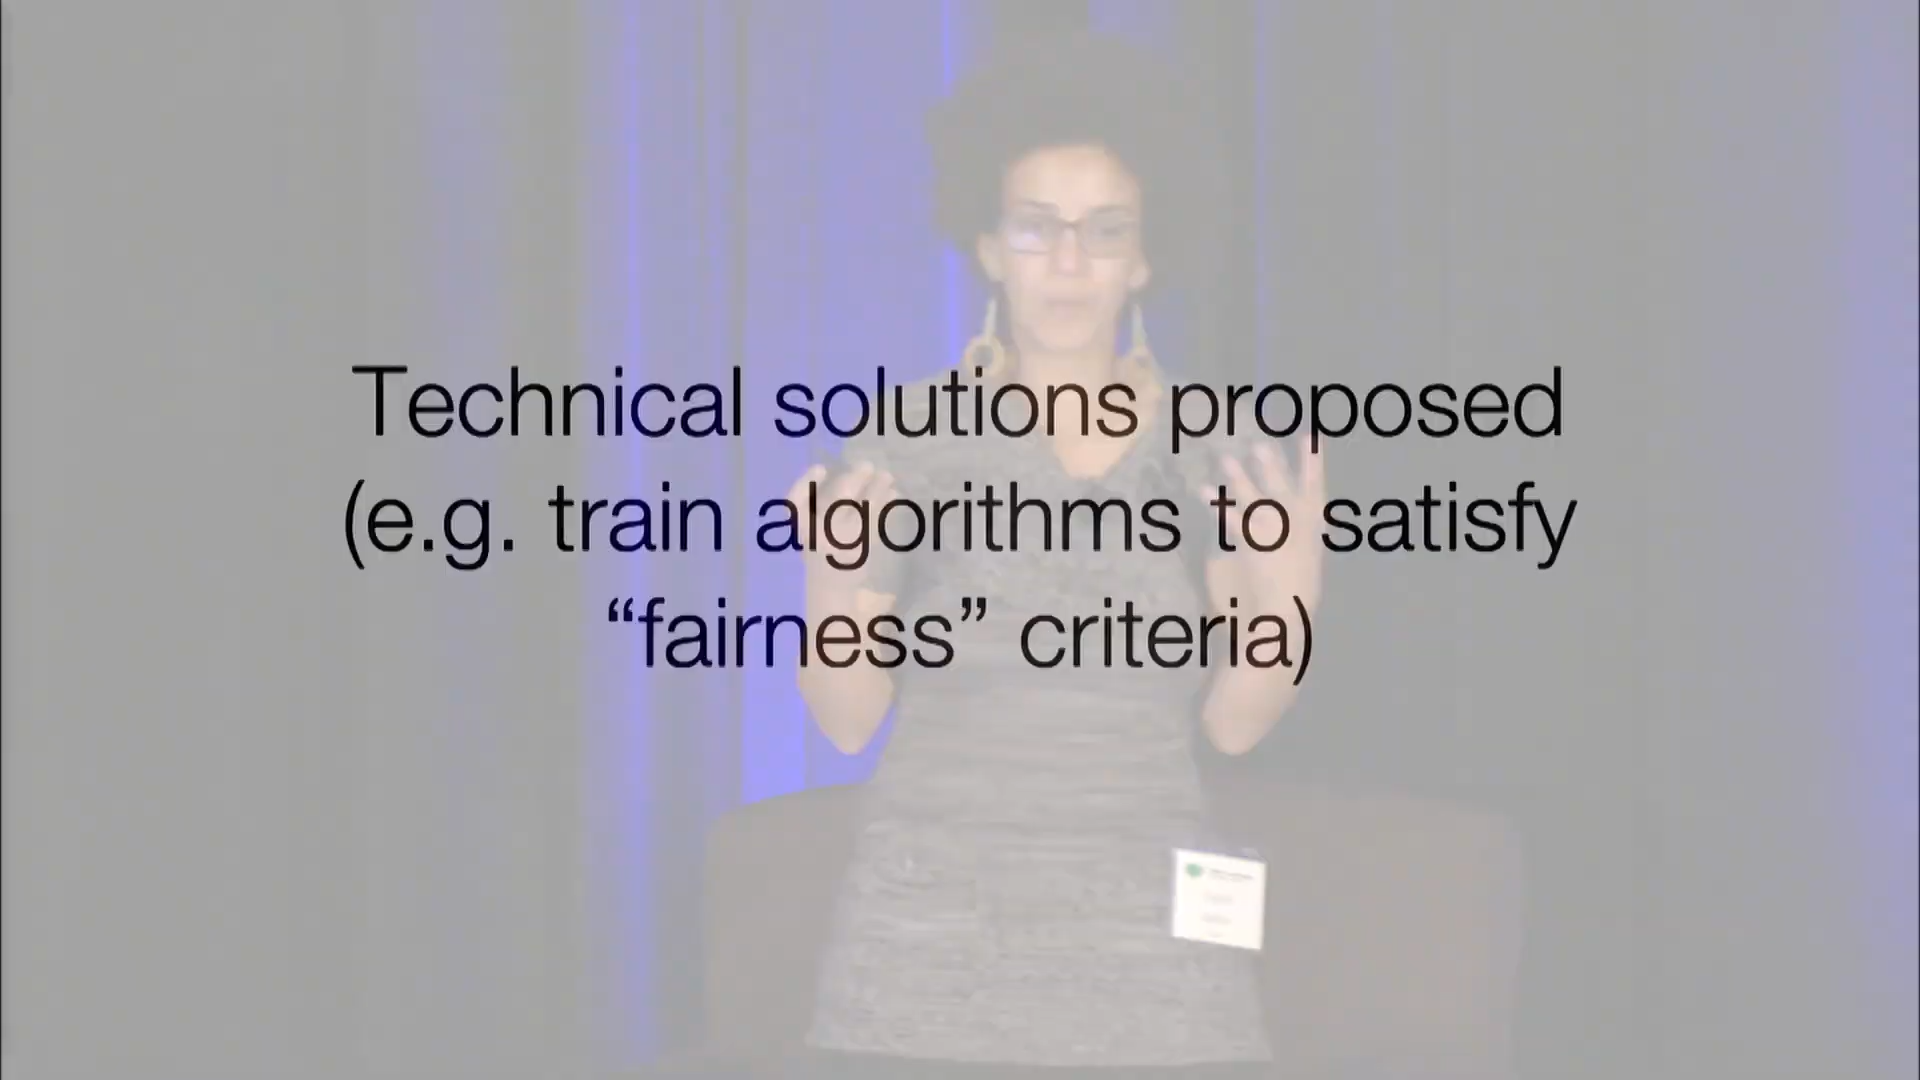 Technical solutions proposed
(e.g. train algorithms to satisfy
“fairness” criteria)